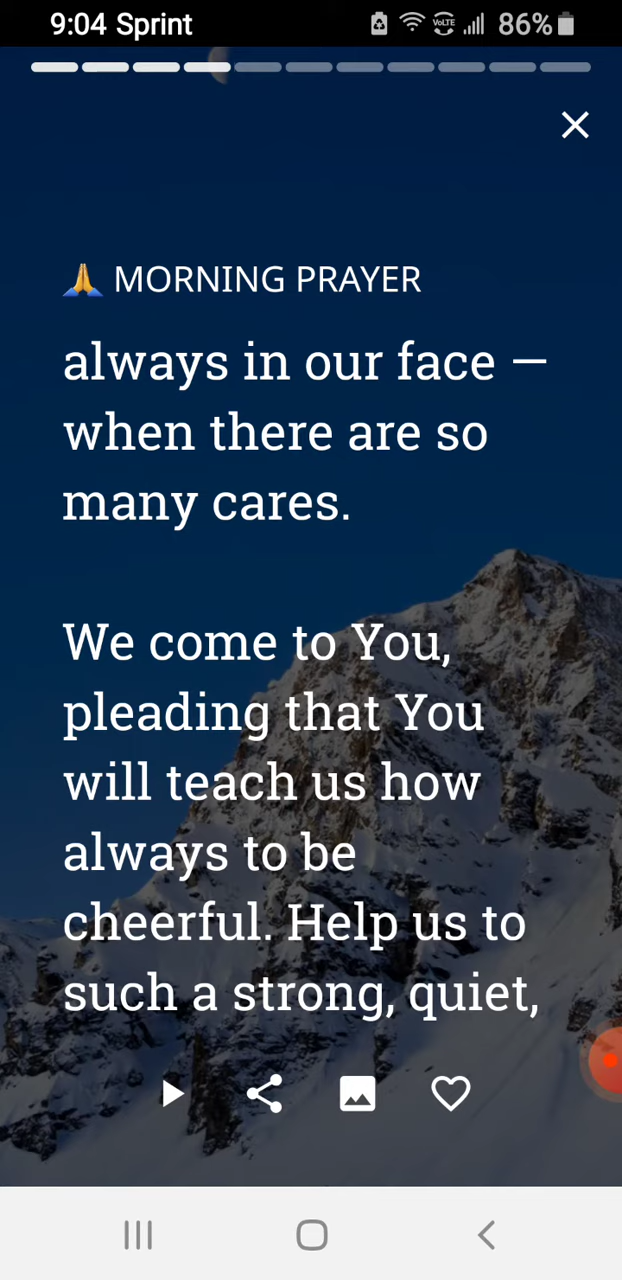 9:04 Sprint 86%
🙏 MORNING PRAYER
always in our face —
when there are so
many cares.
We come to You,
pleading that You
will teach us how
always to be
cheerful. Help us to
such a strong, quiet,